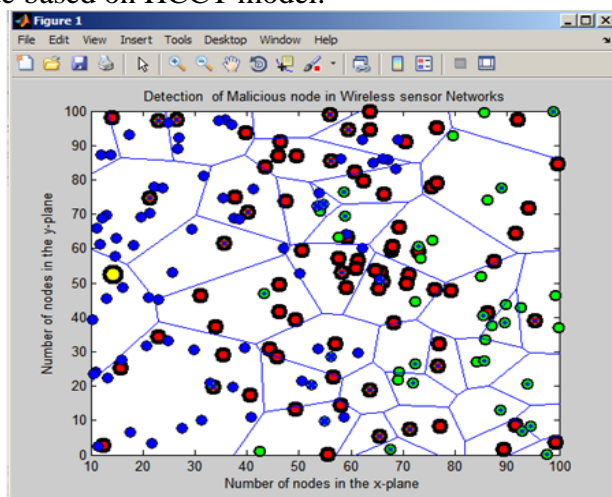 Figure 1
File Edit View Insert Tools Desktop Window Help
Detection of Malicious node in Wireless sensor Networks
Number of nodes in the y-plane
100
90
80
70
60
50
40
30
20
10
0
10 20 30 40 50 60 70 80 90 100
Number of nodes in the x-plane